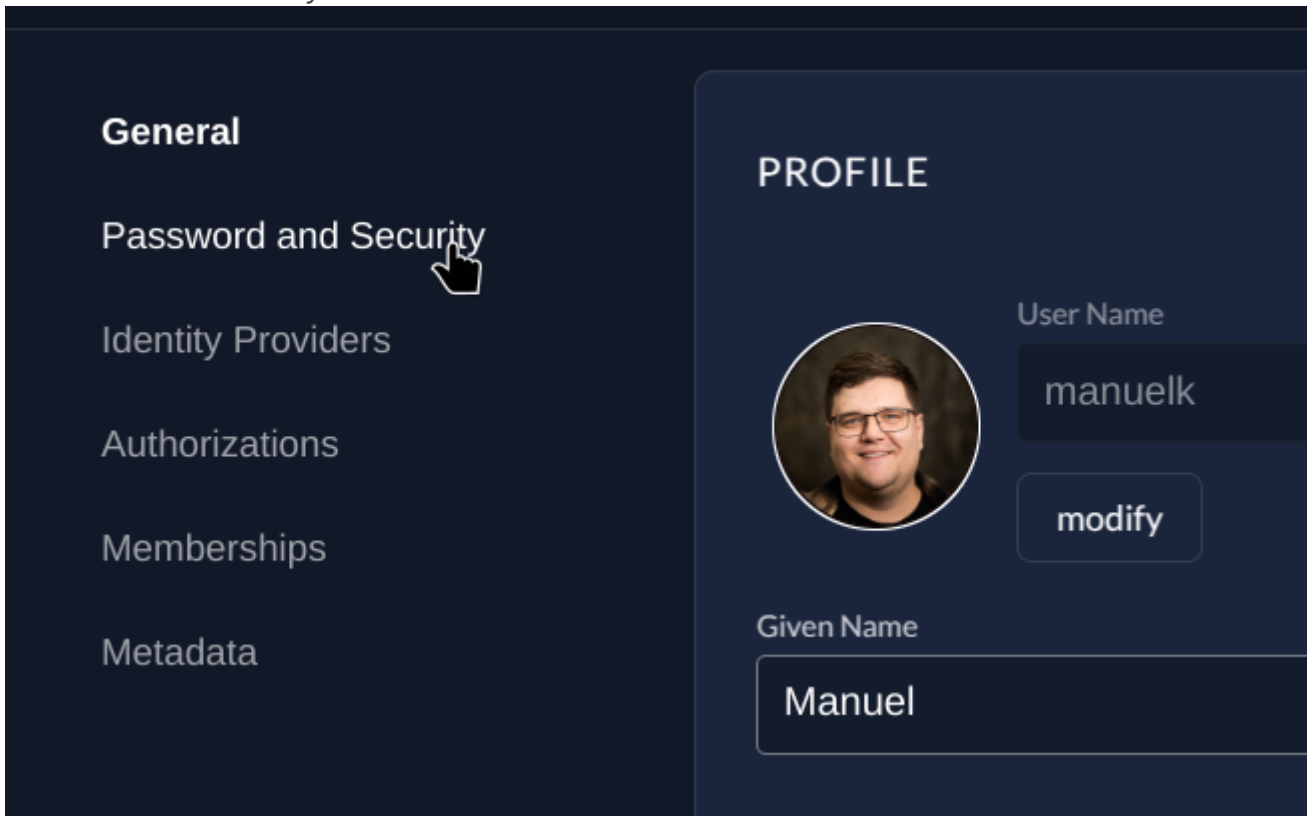 General
Password and Security
Identity Providers
Authorizations
Memberships
Metadata
PROFILE
User Name
manuelk
modify
Given Name
Manuel